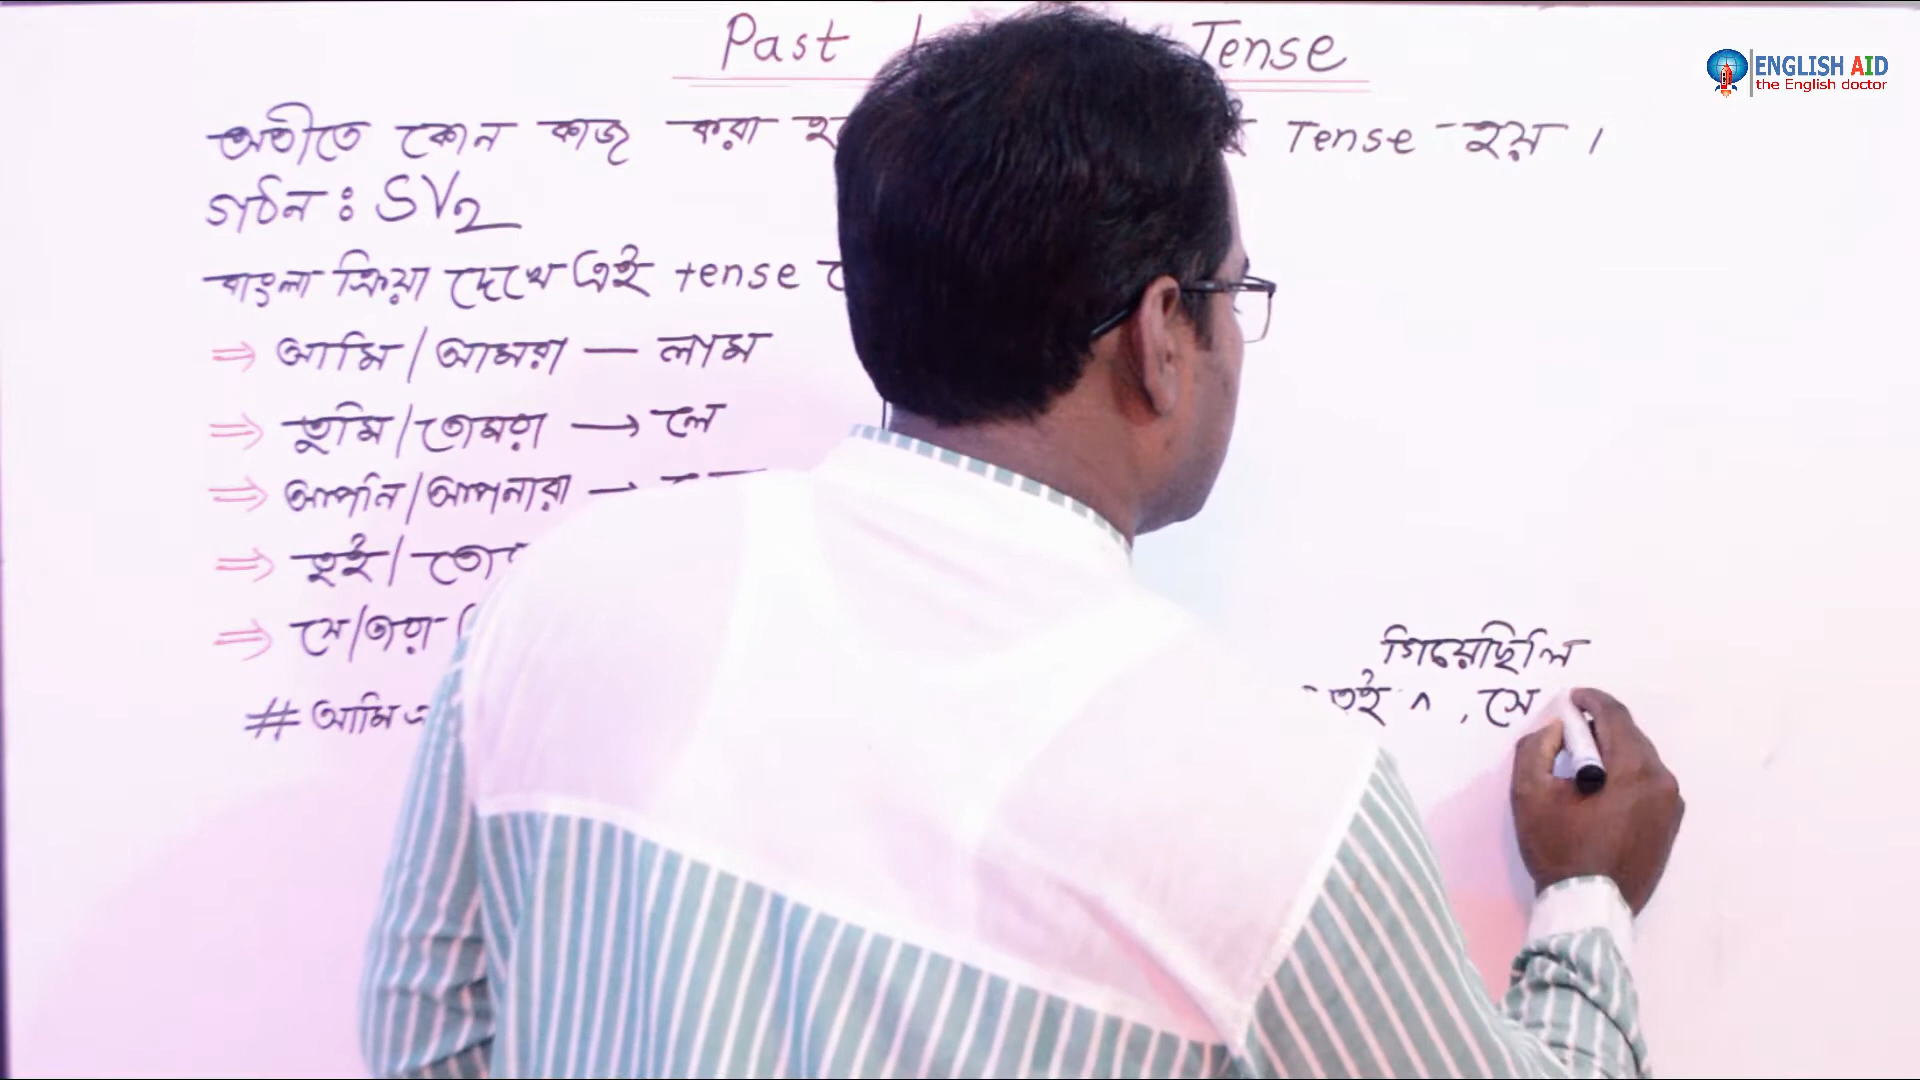 Past Tense
ENGLISH AID
the English doctor
অতীতে কোন কাজ করা Tense হয় ।
গঠন : SV2
বাংলা ক্রিয়া দেখে এই tense
⇒ আমি / আমরা — লাম
⇒ তুমি / তোমরা → লে
⇒ আপনি / আপনারা →
⇒ তুই /
⇒ সে / তারা
# আমি
গিয়েছিলি
তুই ^ , সে